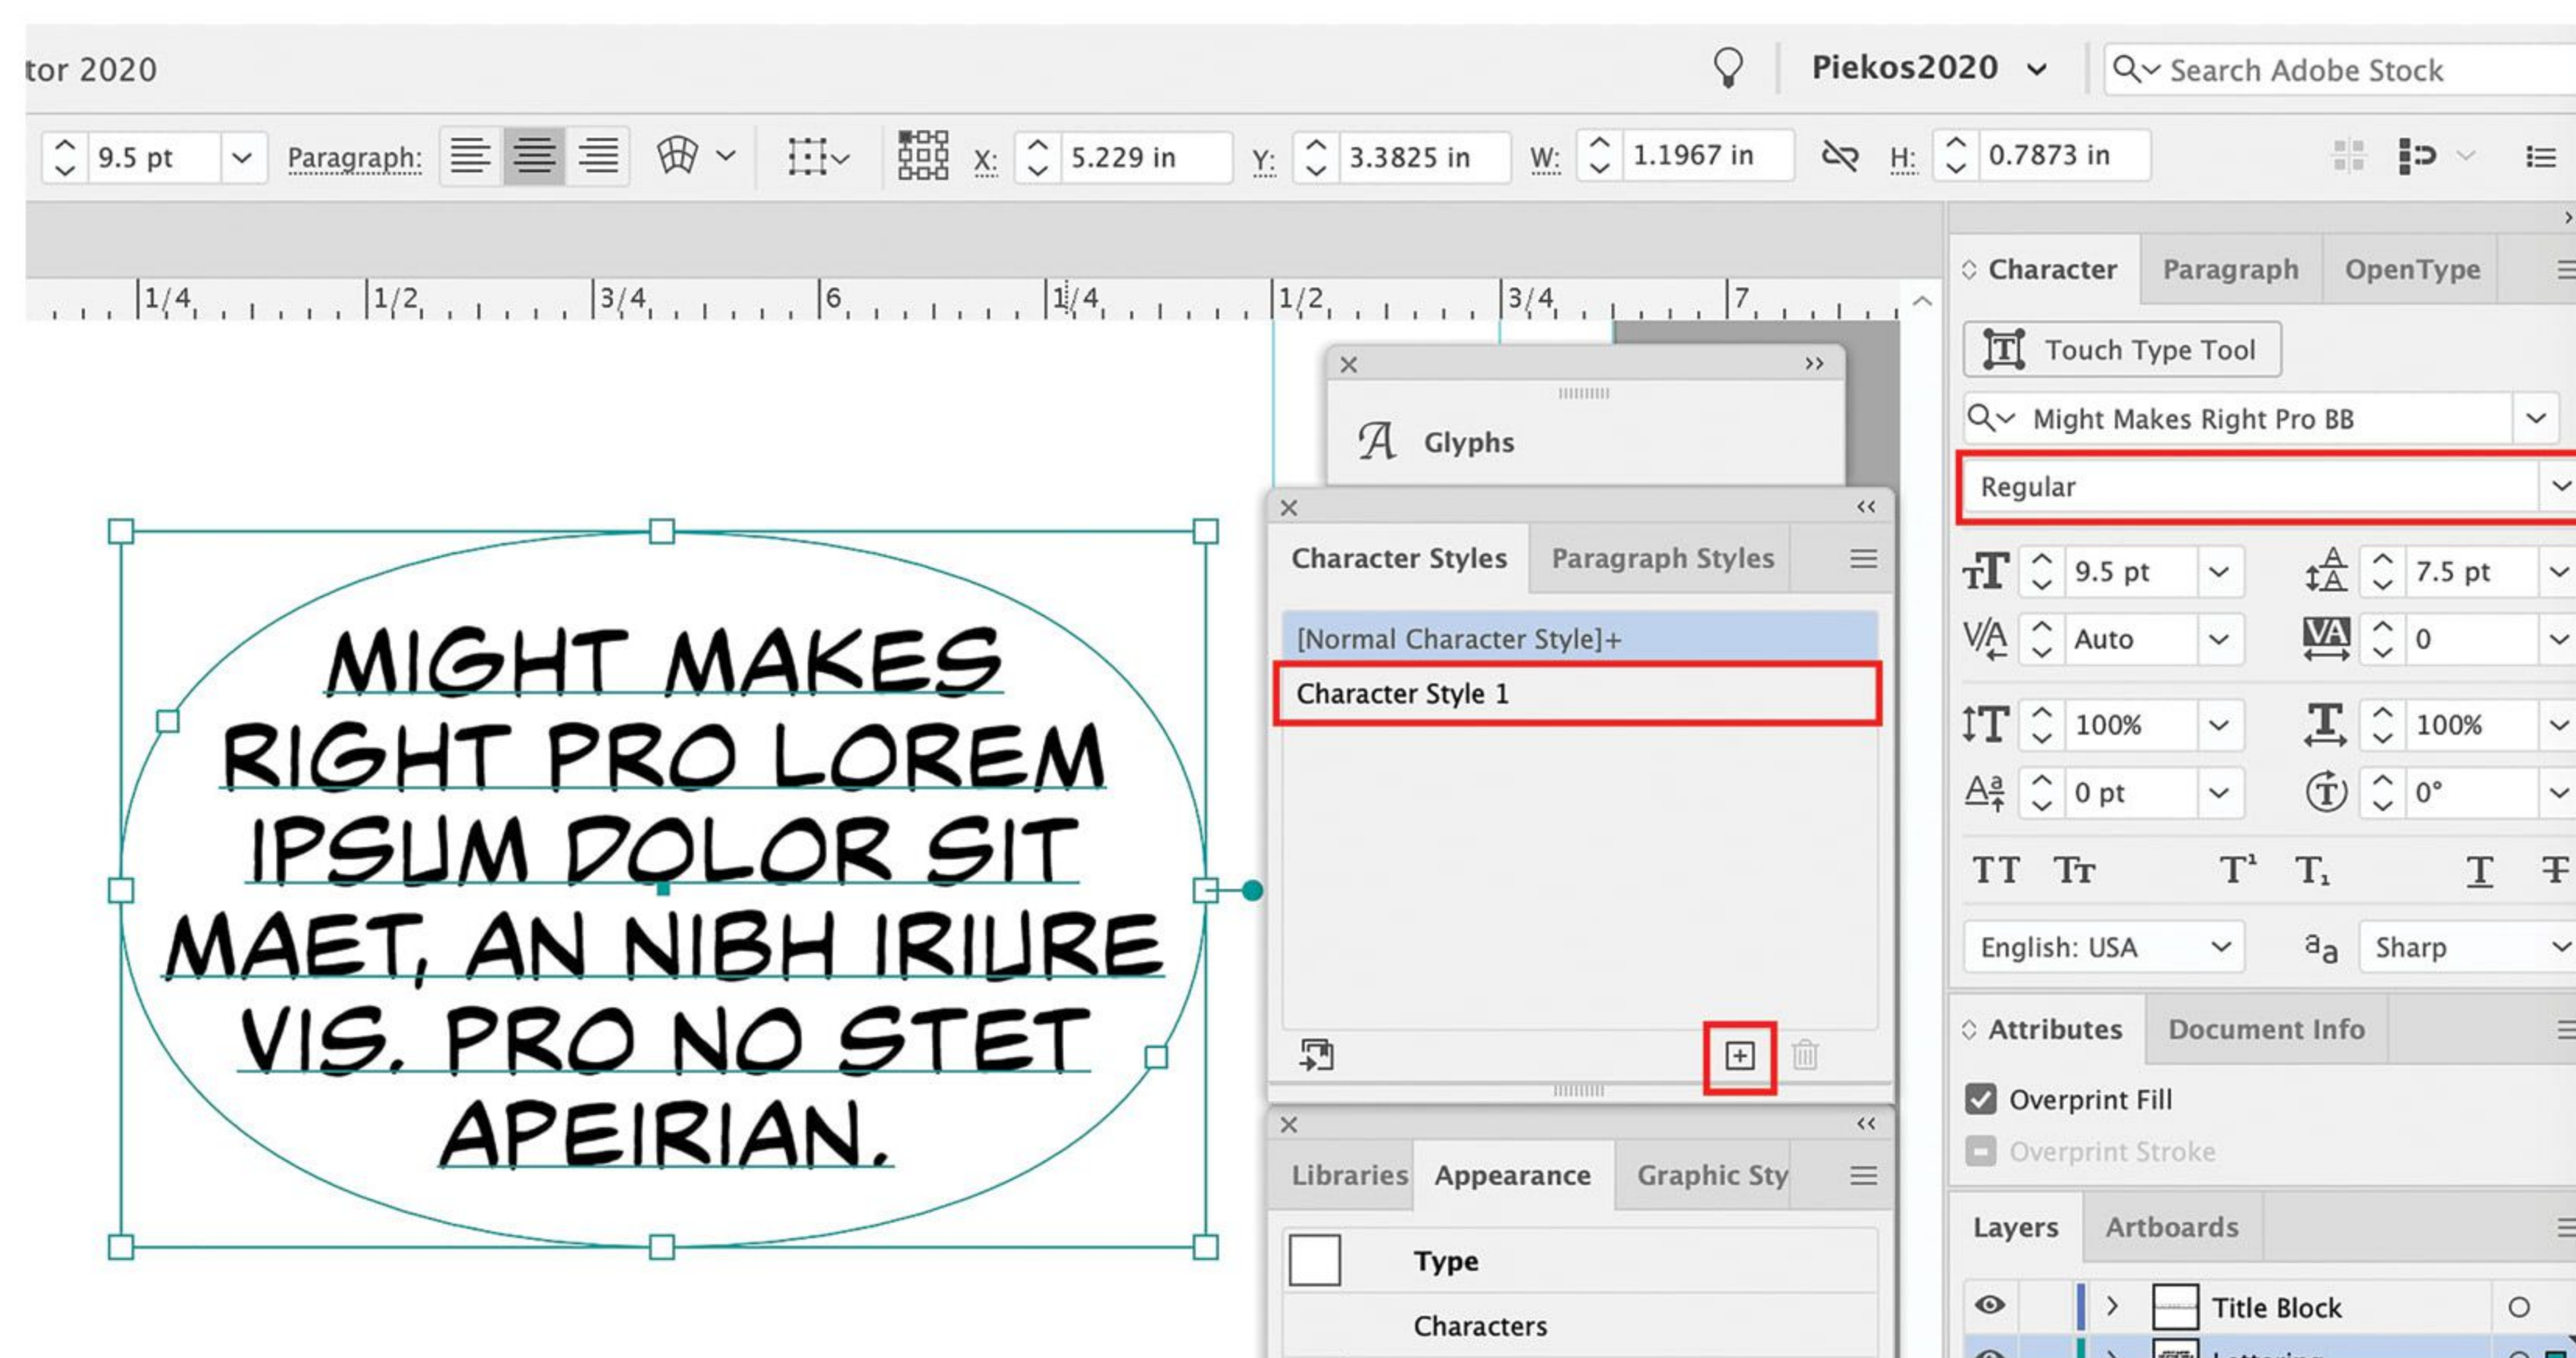 tor 2020
Piekos2020
Search Adobe Stock
9.5 pt
Paragraph:
X: 5.229 in
Y: 3.3825 in
W: 1.1967 in
H: 0.7873 in
1/4 1/2 3/4 6 1/4 1/2 3/4 7
MIGHT MAKES
RIGHT PRO LOREM
IPSUM DOLOR SIT
MAET, AN NIBH IRIURE
VIS. PRO NO STET
APEIRIAN.
Glyphs
Character Styles Paragraph Styles
[Normal Character Style]+
Character Style 1
Libraries Appearance Graphic Sty
Type
Characters
Character Paragraph OpenType
Touch Type Tool
Might Makes Right Pro BB
Regular
9.5 pt 7.5 pt
Auto 0
100% 100%
0 pt 0°
English: USA Sharp
Attributes Document Info
Overprint Fill
Overprint Stroke
Layers Artboards
Title Block